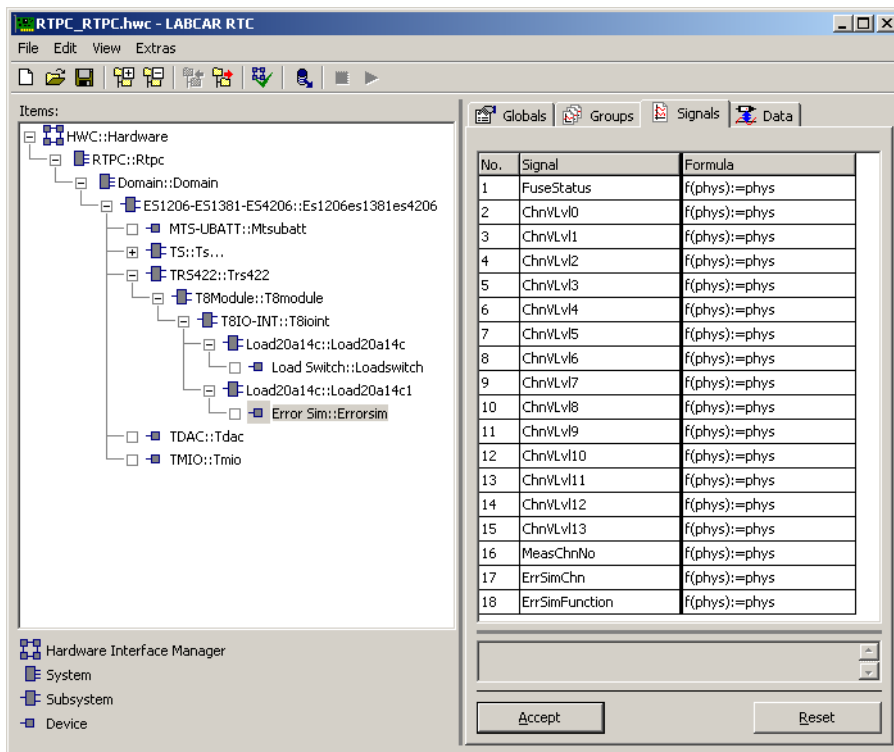 RTPC_RTPC.hwc - LABCAR RTC
File Edit View Extras
Items:
HWC::Hardware
RTPC::Rtpc
Domain::Domain
ES1206-ES1381-ES4206::Es1206es1381es4206
MTS-UBATT::Mtsubatt
TS::Ts...
TRS422::Trs422
T8Module::T8module
T8IO-INT::T8ioint
Load20a14c::Load20a14c
Load Switch::Loadswitch
Load20a14c::Load20a14c1
Error Sim::Errorsim
TDAC::Tdac
TMIO::Tmio
Hardware Interface Manager
System
Subsystem
Device
Globals Groups Signals Data
No. Signal Formula
1 FuseStatus f(phys):=phys
2 ChnVLvl0 f(phys):=phys
3 ChnVLvl1 f(phys):=phys
4 ChnVLvl2 f(phys):=phys
5 ChnVLvl3 f(phys):=phys
6 ChnVLvl4 f(phys):=phys
7 ChnVLvl5 f(phys):=phys
8 ChnVLvl6 f(phys):=phys
9 ChnVLvl7 f(phys):=phys
10 ChnVLvl8 f(phys):=phys
11 ChnVLvl9 f(phys):=phys
12 ChnVLvl10 f(phys):=phys
13 ChnVLvl11 f(phys):=phys
14 ChnVLvl12 f(phys):=phys
15 ChnVLvl13 f(phys):=phys
16 MeasChnNo f(phys):=phys
17 ErrSimChn f(phys):=phys
18 ErrSimFunction f(phys):=phys
Accept Reset